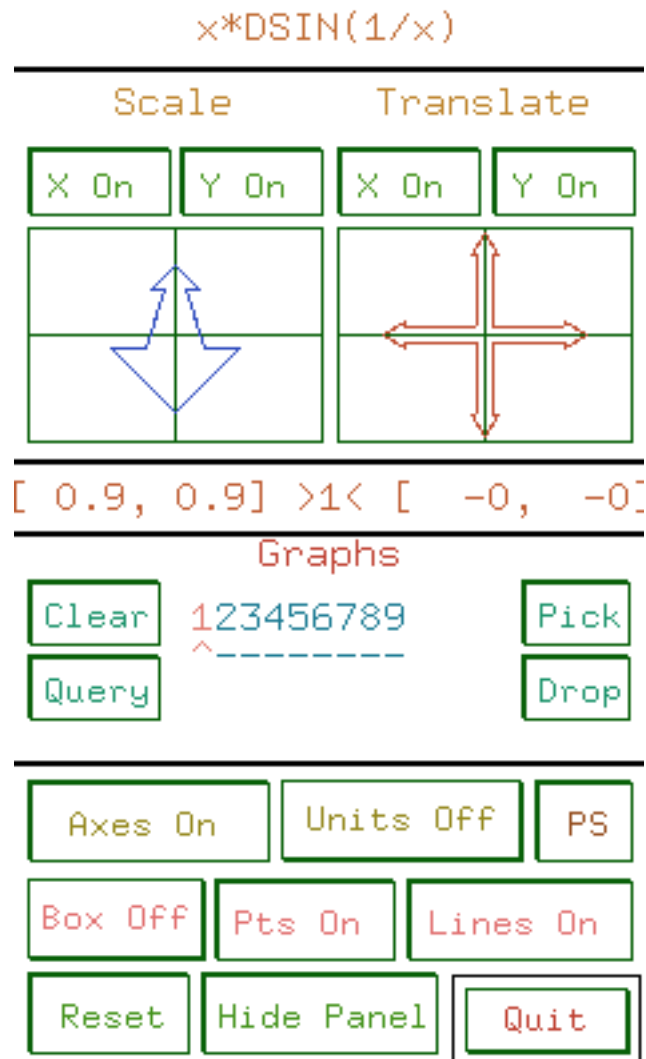 x*DSIN(1/x)
Scale Translate
X On Y On X On Y On
[ 0.9, 0.9] >1< [ -0, -0]
Graphs
Clear 123456789 Pick
^--------
Query Drop
Axes On Units Off PS
Box Off Pts On Lines On
Reset Hide Panel Quit